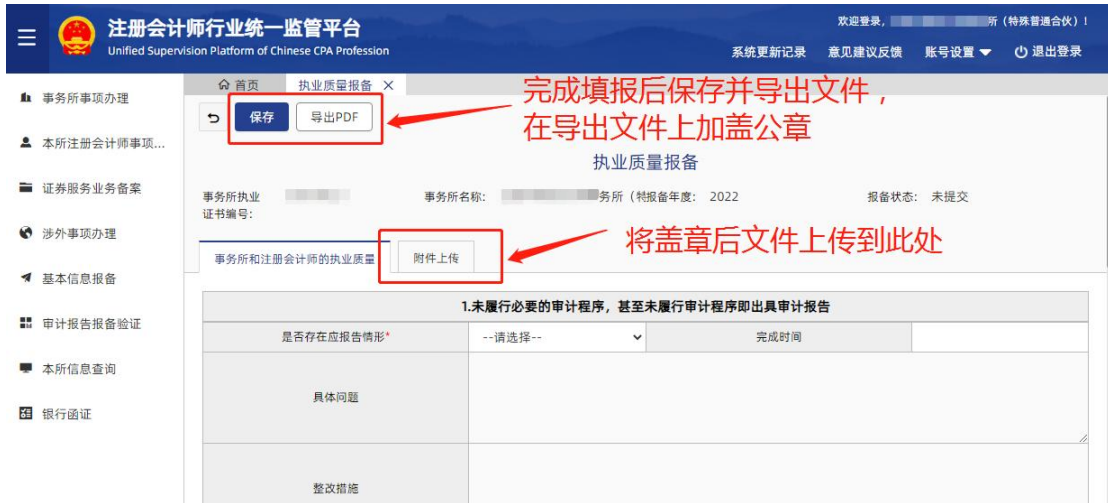 注册会计师行业统一监管平台
Unified Supervision Platform of Chinese CPA Profession
欢迎登录, 所（特殊普通合伙）!
系统更新记录 意见建议反馈 账号设置 退出登录
事务所事项办理
本所注册会计师事项...
证券服务业务备案
涉外事项办理
基本信息报备
审计报告报备验证
本所信息查询
银行函证
首页 执业质量报备
保存 导出PDF
完成填报后保存并导出文件，
在导出文件上加盖公章
执业质量报备
事务所执业证书编号: 事务所名称: 务所（特 报备年度: 2022 报备状态: 未提交
事务所和注册会计师的执业质量 附件上传
将盖章后文件上传到此处
1.未履行必要的审计程序，甚至未履行审计程序即出具审计报告
是否存在应报告情形* --请选择-- 完成时间
具体问题
整改措施